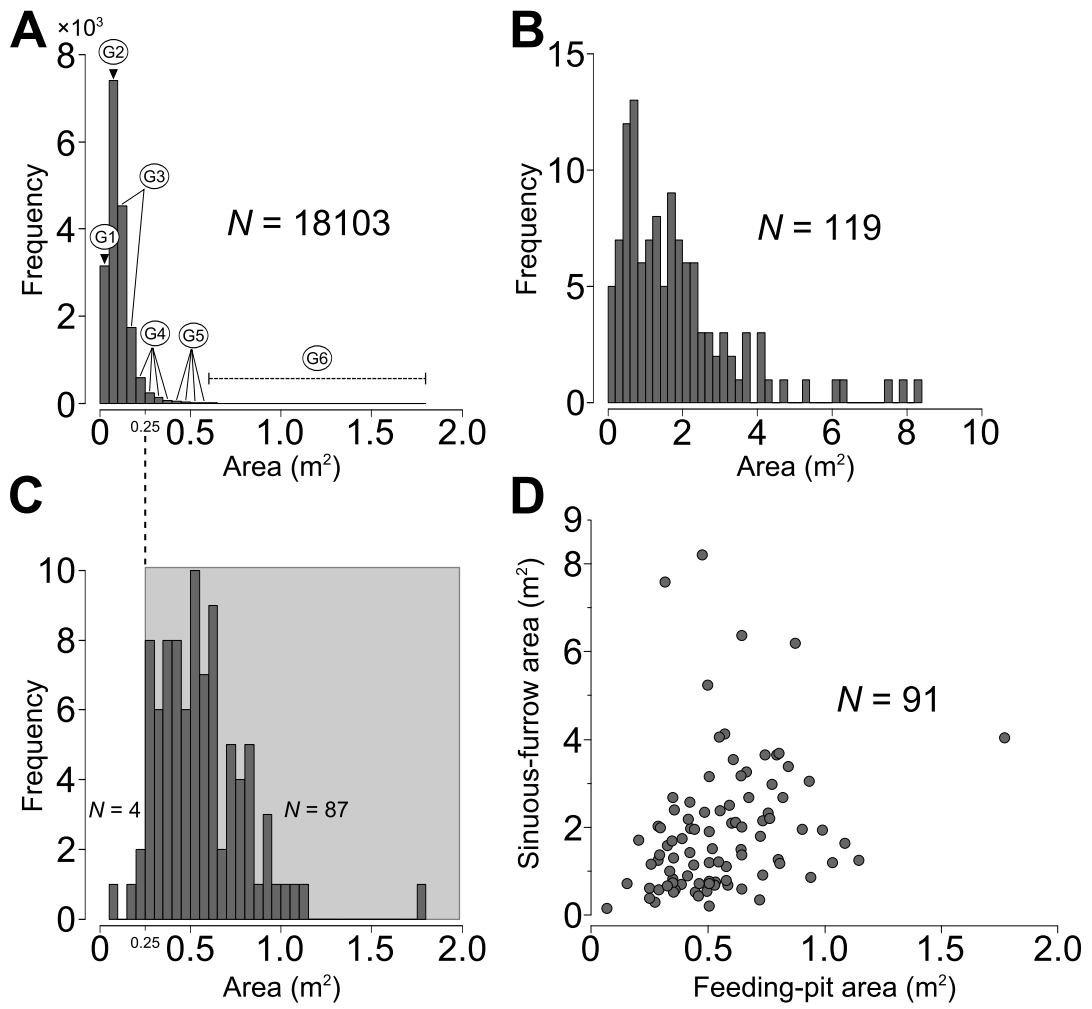 A
×10³
8
6
4
2
0
Frequency
G1
G2
G3
G4
G5
G6
N = 18103
0 0.25 0.5 1.0 1.5 2.0
Area (m²)
B
15
10
5
0
Frequency
N = 119
0 2 4 6 8 10
Area (m²)
C
10
8
6
4
2
0
Frequency
N = 4
N = 87
0 0.25 0.5 1.0 1.5 2.0
Area (m²)
D
9
8
6
4
2
0
Sinuous-furrow area (m²)
N = 91
0 0.5 1.0 1.5 2.0
Feeding-pit area (m²)